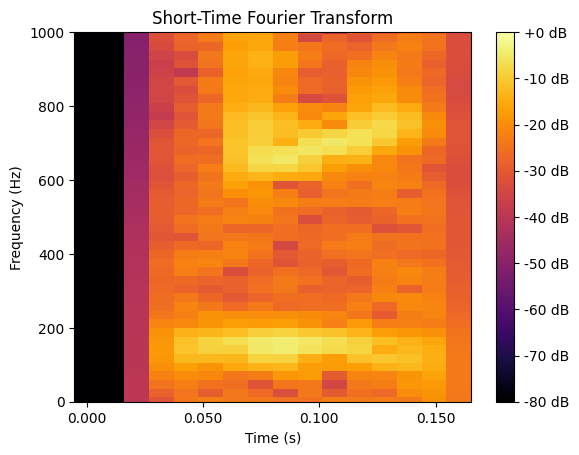 Short-Time Fourier Transform
1000
800
600
400
200
0
Frequency (Hz)
0.000
0.050
0.100
0.150
Time (s)
+0 dB
-10 dB
-20 dB
-30 dB
-40 dB
-50 dB
-60 dB
-70 dB
-80 dB